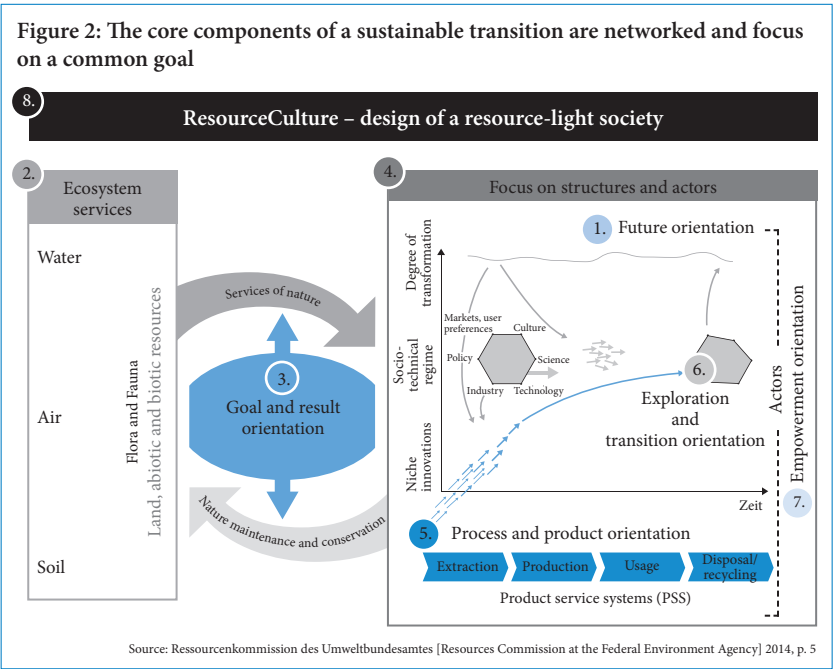 Figure 2: The core components of a sustainable transition are networked and focus
on a common goal
8.
ResourceCulture – design of a resource-light society
2.
Ecosystem
services
Water
Air
Soil
Flora and Fauna
Land, abiotic and biotic resources
Services of nature
3.
Goal and result
orientation
Nature maintenance and conservation
4.
Focus on structures and actors
1.
Future orientation
Degree of
transformation
Socio-
technical
regime
Niche
innovations
Markets, user
preferences
Culture
Policy
Science
Industry
Technology
6.
Exploration
and
transition orientation
Zeit
Actors
Empowerment orientation
7.
5.
Process and product orientation
Extraction
Production
Usage
Disposal/
recycling
Product service systems (PSS)
Source: Ressourcenkommission des Umweltbundesamtes [Resources Commission at the Federal Environment Agency] 2014, p. 5